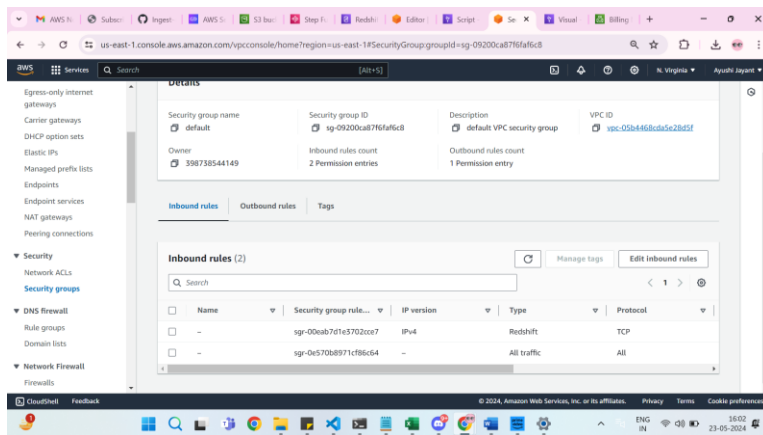 AWS N
Subscr
Ingest
AWS S
S3 buc
Step F
Redshi
Editor
Script
Se
Visual
Billing
us-east-1.console.aws.amazon.com/vpcconsole/home?region=us-east-1#SecurityGroup:groupId=sg-09200ca87f6faf6c8
aws
Services
Search
[Alt+S]
N. Virginia
Ayushi Jayant
Egress-only internet
gateways
Carrier gateways
DHCP option sets
Elastic IPs
Managed prefix lists
Endpoints
Endpoint services
NAT gateways
Peering connections
Security
Network ACLs
Security groups
DNS firewall
Rule groups
Domain lists
Network Firewall
Firewalls
Details
Security group name
default
Security group ID
sg-09200ca87f6faf6c8
Description
default VPC security group
VPC ID
vpc-05b4468cda5e28d5f
Owner
398738544149
Inbound rules count
2 Permission entries
Outbound rules count
1 Permission entry
Inbound rules
Outbound rules
Tags
Inbound rules (2)
Manage tags
Edit inbound rules
Search
1
Name
Security group rule...
IP version
Type
Protocol
–
sgr-00eab7d1e3702cce7
IPv4
Redshift
TCP
–
sgr-0e570b8971cf86c64
–
All traffic
All
CloudShell
Feedback
© 2024, Amazon Web Services, Inc. or its affiliates.
Privacy
Terms
Cookie preferences
ENG
IN
16:02
23-05-2024